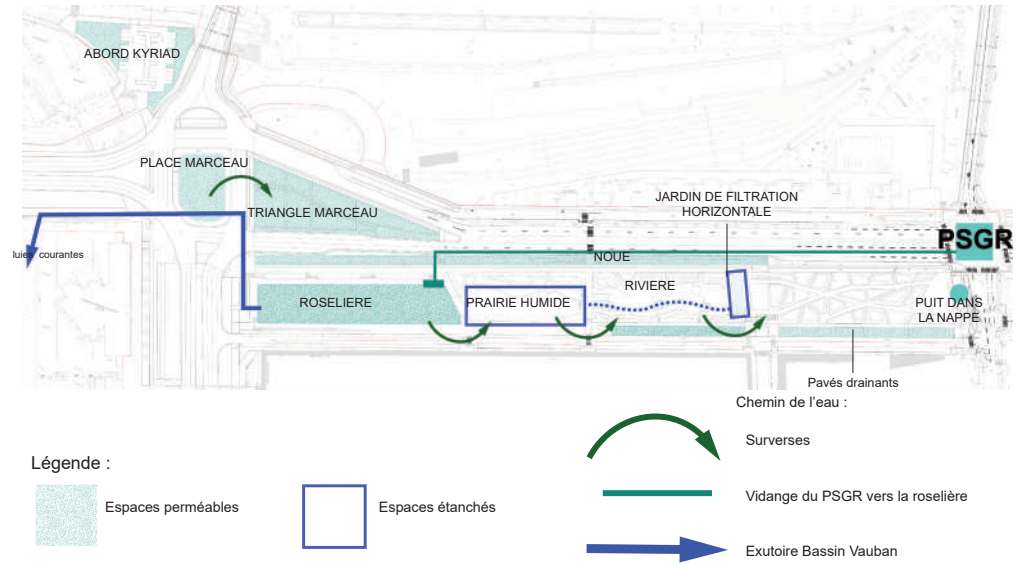 ABORD KYRIAD
PLACE MARCEAU
TRIANGLE MARCEAU
JARDIN DE FILTRATION
HORIZONTALE
PSGR
luies courantes
NOUE
RIVIERE
ROSELIERE
PRAIRIE HUMIDE
PUIT DANS
LA NAPPE
Pavés drainants
Chemin de l'eau :
Surverses
Légende :
Espaces perméables
Espaces étanchés
Vidange du PSGR vers la roselière
Exutoire Bassin Vauban